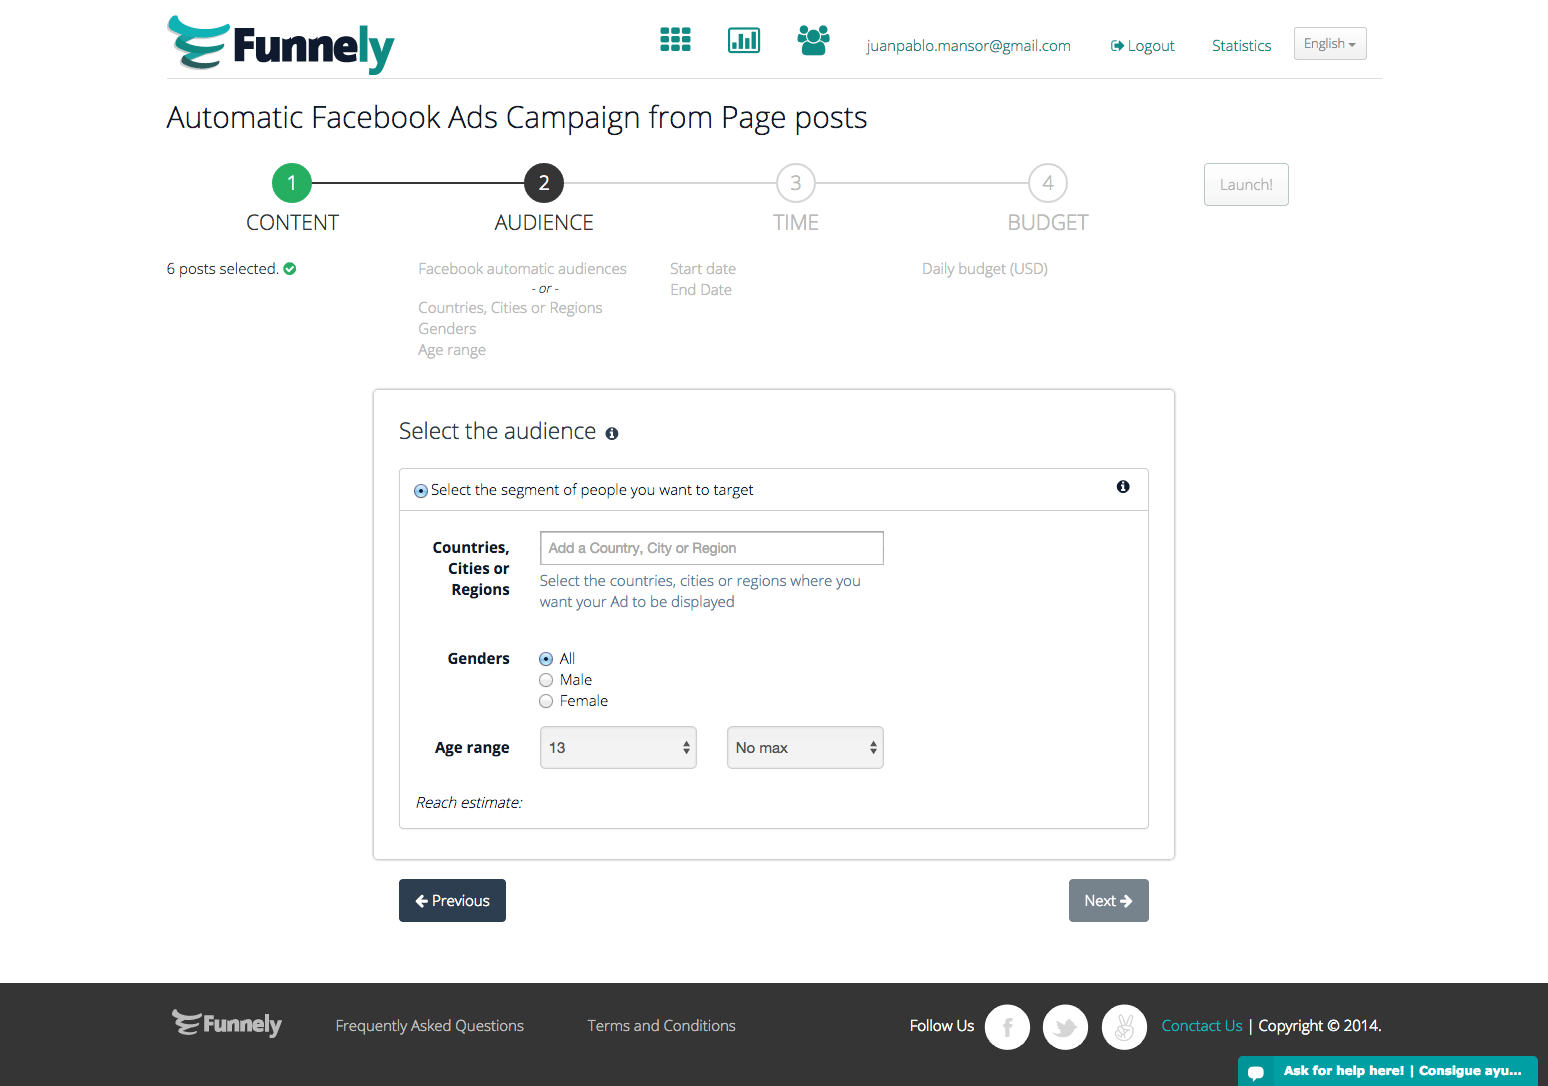 Funnely
juanpablo.mansor@gmail.com
Logout
Statistics
English
Automatic Facebook Ads Campaign from Page posts
1
2
3
4
Launch!
CONTENT
AUDIENCE
TIME
BUDGET
6 posts selected.
Facebook automatic audiences
- or -
Countries, Cities or Regions
Genders
Age range
Start date
End Date
Daily budget (USD)
Select the audience
Select the segment of people you want to target
Countries,
Cities or
Regions
Add a Country, City or Region
Select the countries, cities or regions where you
want your Ad to be displayed
Genders
All
Male
Female
Age range
13
No max
Reach estimate:
Previous
Next
Funnely
Frequently Asked Questions
Terms and Conditions
Follow Us
Conctact Us | Copyright © 2014.
Ask for help here! | Consigue ayu...